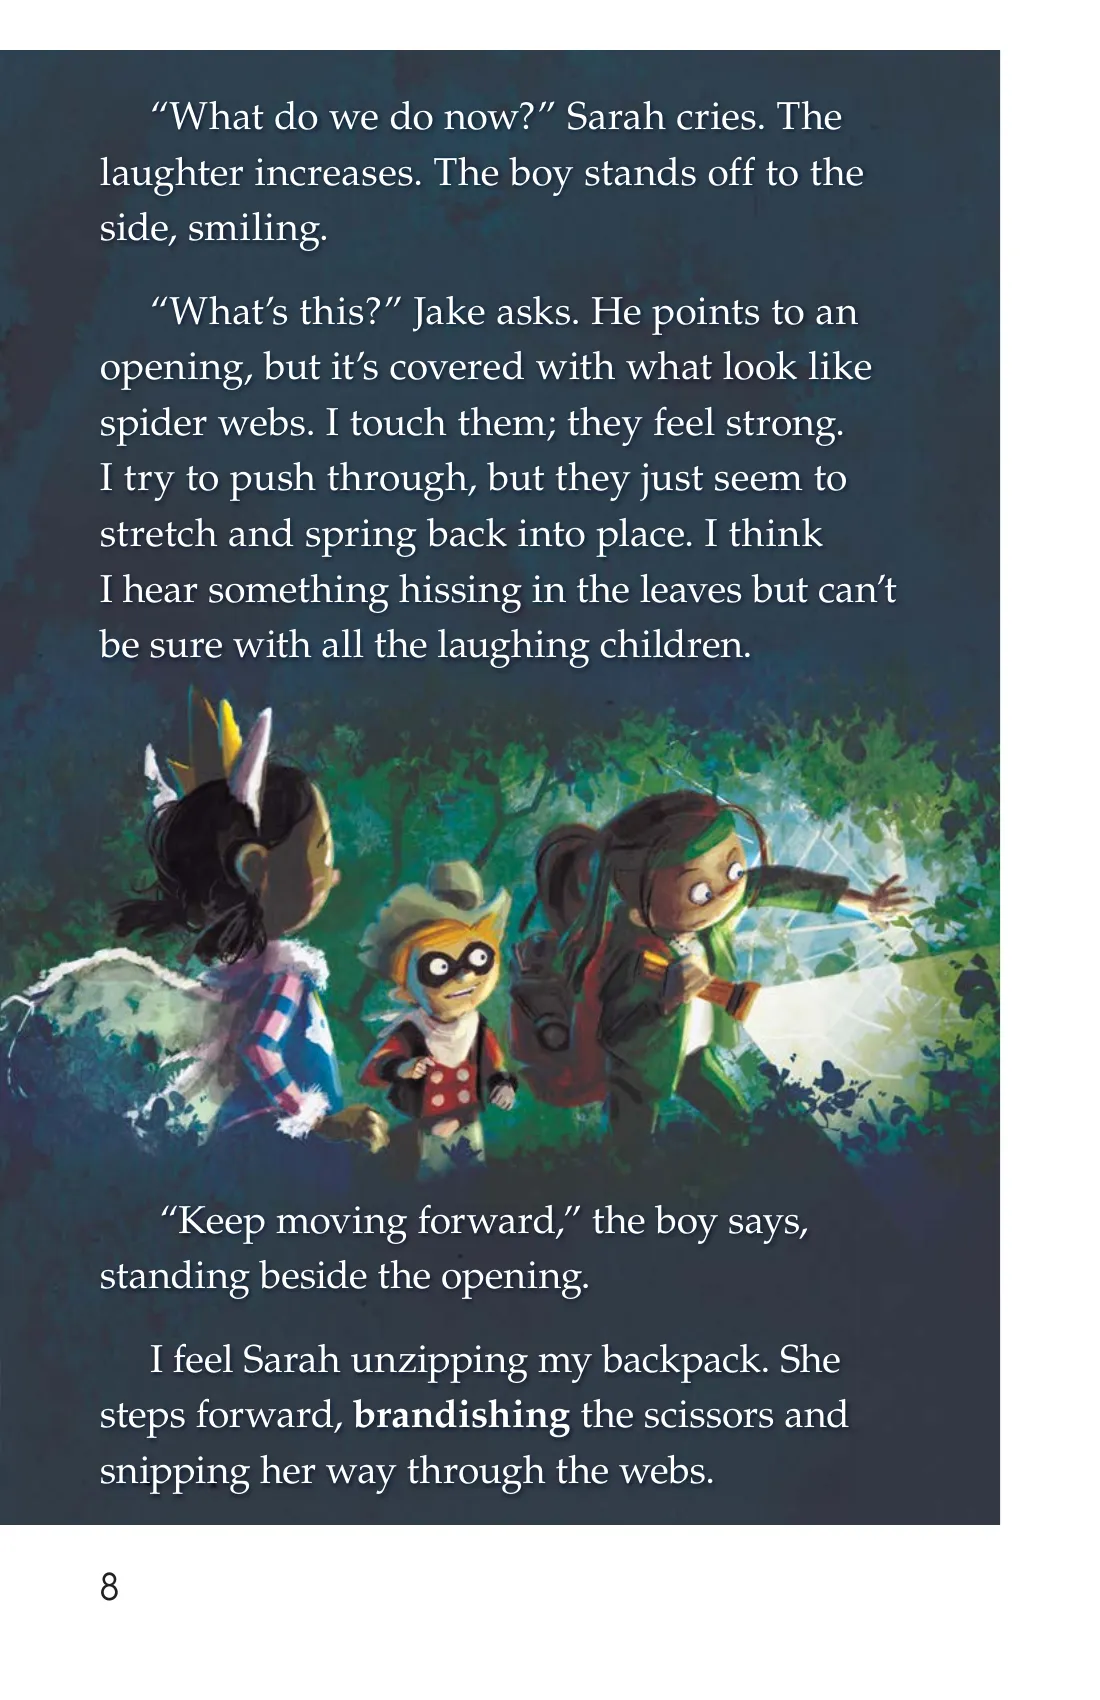 “What do we do now?” Sarah cries. The
laughter increases. The boy stands off to the
side, smiling.
“What’s this?” Jake asks. He points to an
opening, but it’s covered with what look like
spider webs. I touch them; they feel strong.
I try to push through, but they just seem to
stretch and spring back into place. I think
I hear something hissing in the leaves but can’t
be sure with all the laughing children.
“Keep moving forward,” the boy says,
standing beside the opening.
I feel Sarah unzipping my backpack. She
steps forward, brandishing the scissors and
snipping her way through the webs.
8